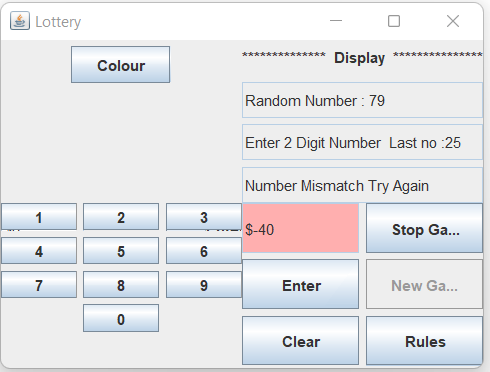 Lottery
Colour
************** Display **************
Random Number : 79
Enter 2 Digit Number Last no :25
Number Mismatch Try Again
1 2 3
$-40
Stop Ga...
4 5 6
7 8 9
Enter
New Ga...
0
Clear
Rules